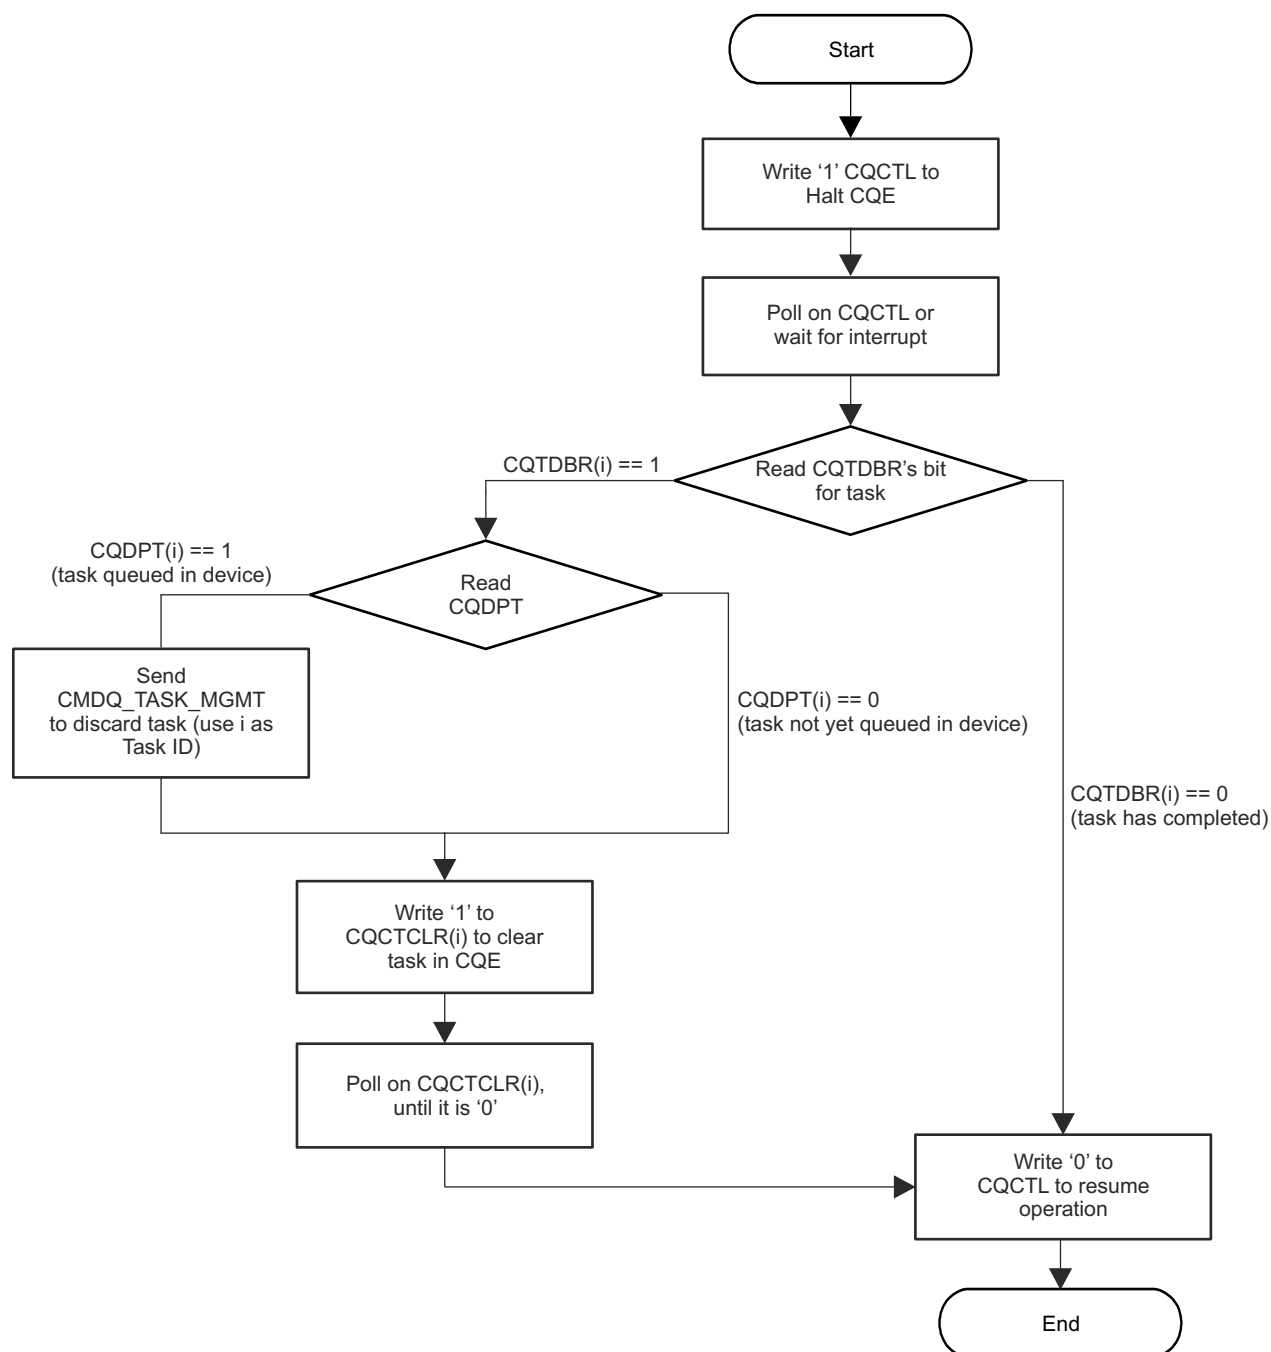 Start
Write ‘1’ CQCTL to
Halt CQE
Poll on CQCTL or
wait for interrupt
Read CQTDBR’s bit
for task
CQTDBR(i) == 1
CQDPT(i) == 1
(task queued in device)
Read
CQDPT
Send
CMDQ_TASK_MGMT
to discard task (use i as
Task ID)
CQDPT(i) == 0
(task not yet queued in device)
CQTDBR(i) == 0
(task has completed)
Write ‘1’ to
CQCTCLR(i) to clear
task in CQE
Poll on CQCTCLR(i),
until it is ‘0’
Write ‘0’ to
CQCTL to resume
operation
End